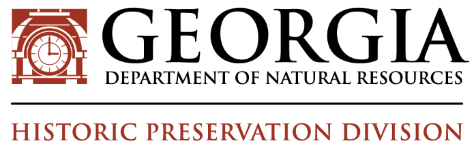 GEORGIA
DEPARTMENT OF NATURAL RESOURCES
HISTORIC PRESERVATION DIVISION